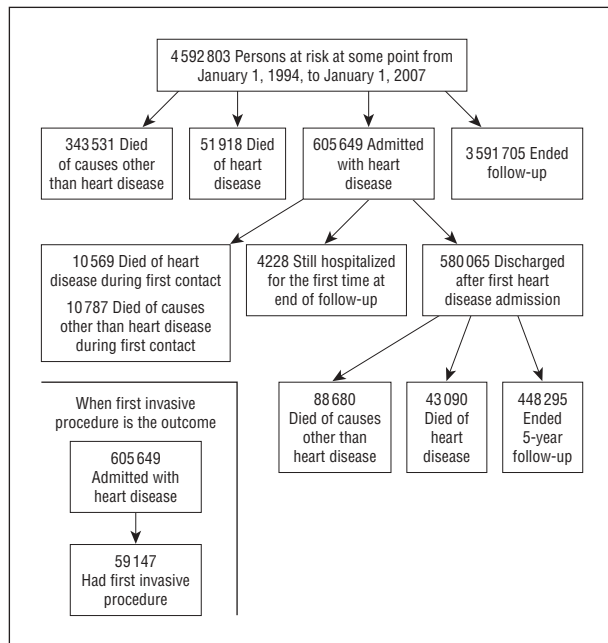 4 592 803 Persons at risk at some point from
January 1, 1994, to January 1, 2007
343 531 Died
of causes other
than heart disease
51 918 Died
of heart
disease
605 649 Admitted
with heart
disease
3 591 705 Ended
follow-up
10 569 Died of heart
disease during first contact
10 787 Died of causes
other than heart disease
during first contact
4228 Still hospitalized
for the first time at
end of follow-up
580 065 Discharged
after first heart
disease admission
88 680
Died of causes
other than
heart disease
43 090
Died of
heart
disease
448 295
Ended
5-year
follow-up
When first invasive
procedure is the outcome
605 649
Admitted with
heart disease
59 147
Had first invasive
procedure